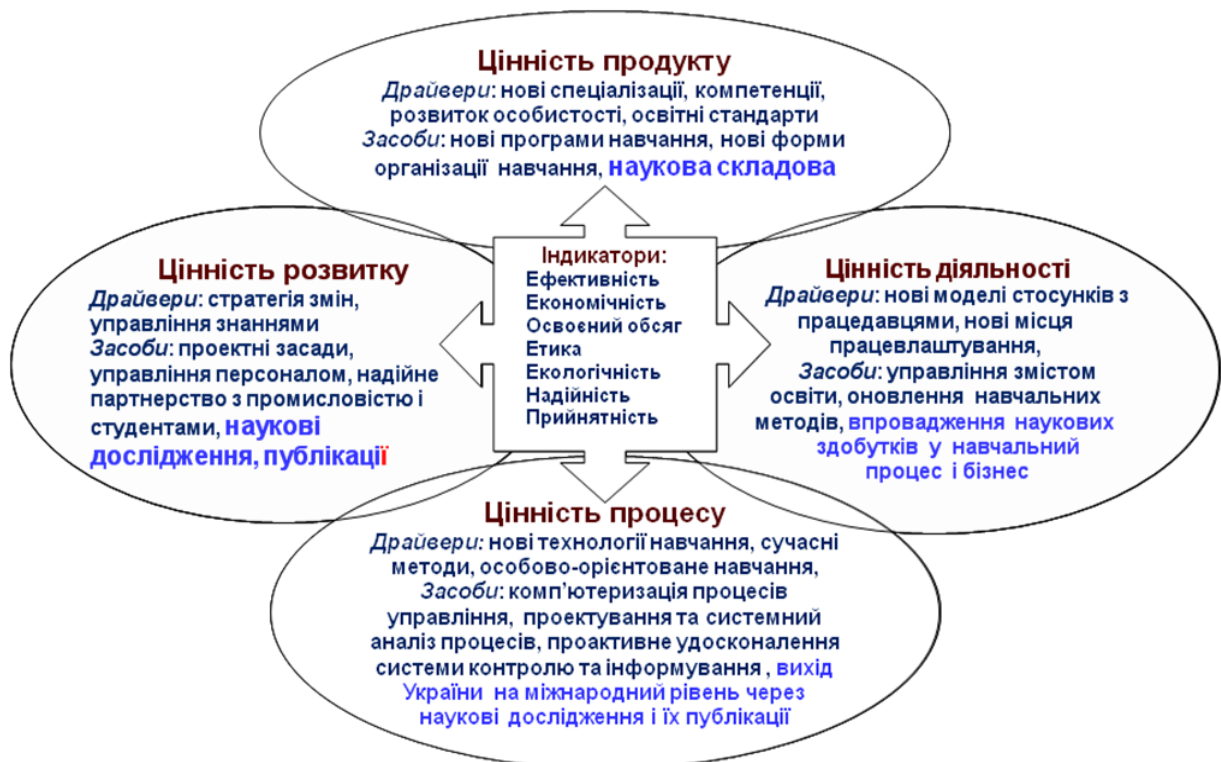 Цінність продукту
Драйвери: нові спеціалізації, компетенції,
розвиток особистості, освітні стандарти
Засоби: нові програми навчання, нові форми
організації навчання, наукова складова
Цінність розвитку
Драйвери: стратегія змін,
управління знаннями
Засоби: проектні засади,
управління персоналом, надійне
партнерство з промисловістю і
студентами, наукові
дослідження, публікації
Індикатори:
Ефективність
Економічність
Освоєний обсяг
Етика
Екологічність
Надійність
Прийнятність
Цінність діяльності
Драйвери: нові моделі стосунків з
працедавцями, нові місця
працевлаштування,
Засоби: управління змістом
освіти, оновлення навчальних
методів, впровадження наукових
здобутків у навчальний
процес і бізнес
Цінність процесу
Драйвери: нові технології навчання, сучасні
методи, особово-орієнтоване навчання,
Засоби: комп’ютеризація процесів
управління, проектування та системний
аналіз процесів, проактивне удосконалення
системи контролю та інформування , вихід
України на міжнародний рівень через
наукові дослідження і їх публікації